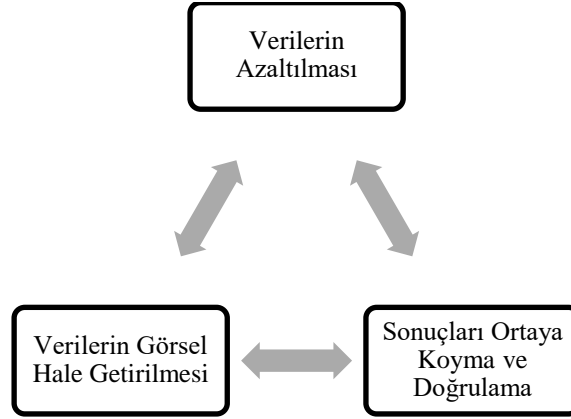 Verilerin
Azaltılması
Verilerin Görsel
Hale Getirilmesi
Sonuçları Ortaya
Koyma ve
Doğrulama